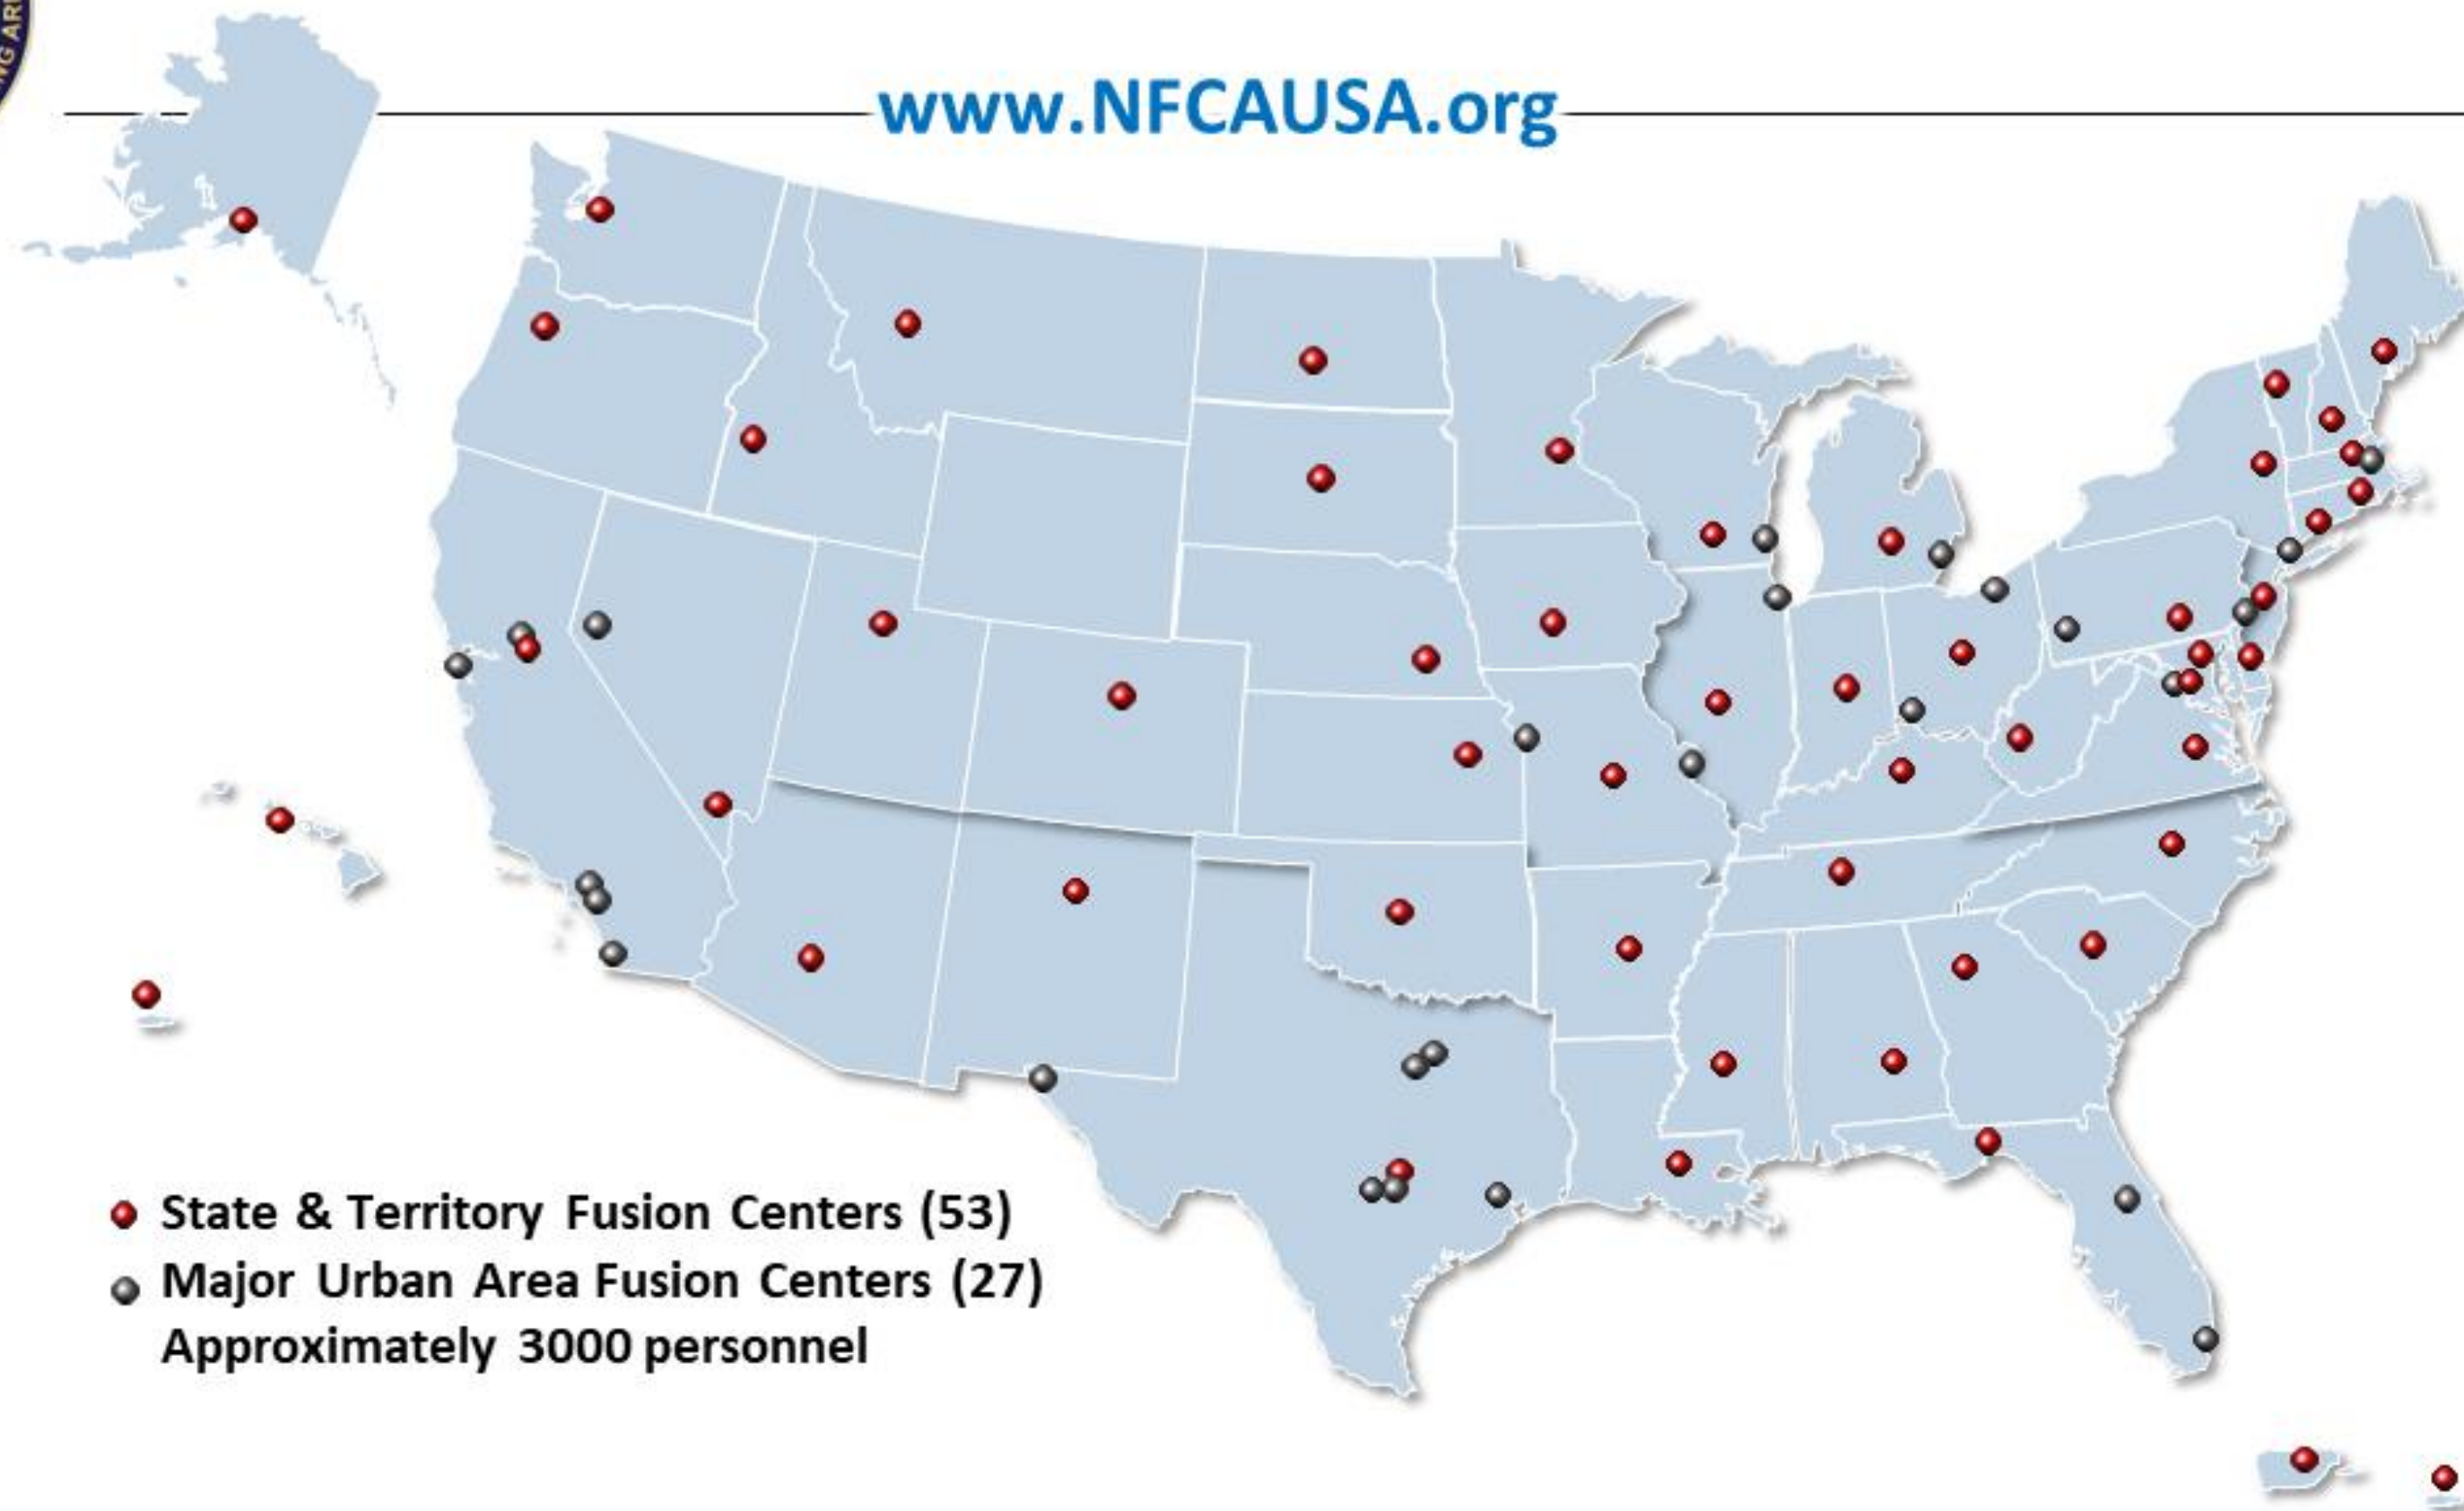 www.NFCAUSA.org
State & Territory Fusion Centers (53)
Major Urban Area Fusion Centers (27)
Approximately 3000 personnel